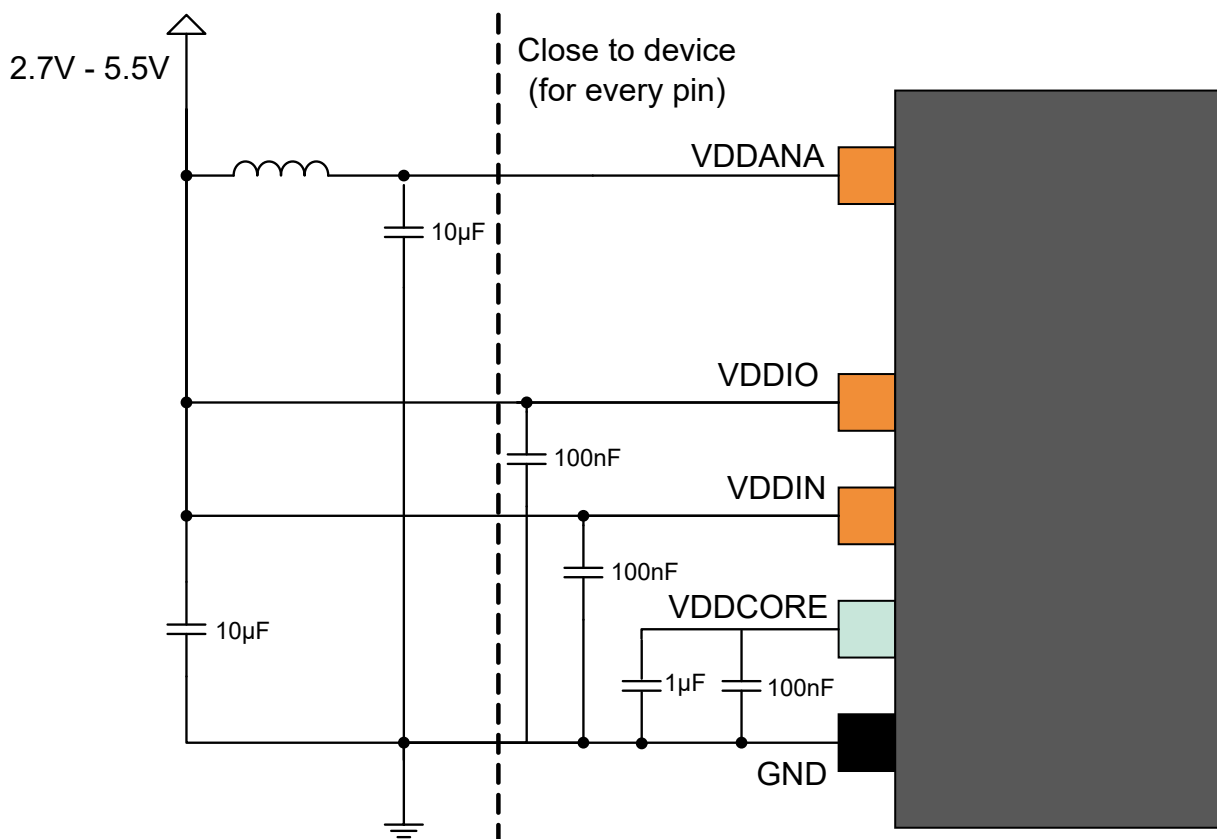 2.7V - 5.5V
Close to device
(for every pin)
VDDANA
10µF
VDDIO
100nF
VDDIN
100nF
VDDCORE
10µF
1µF
100nF
GND